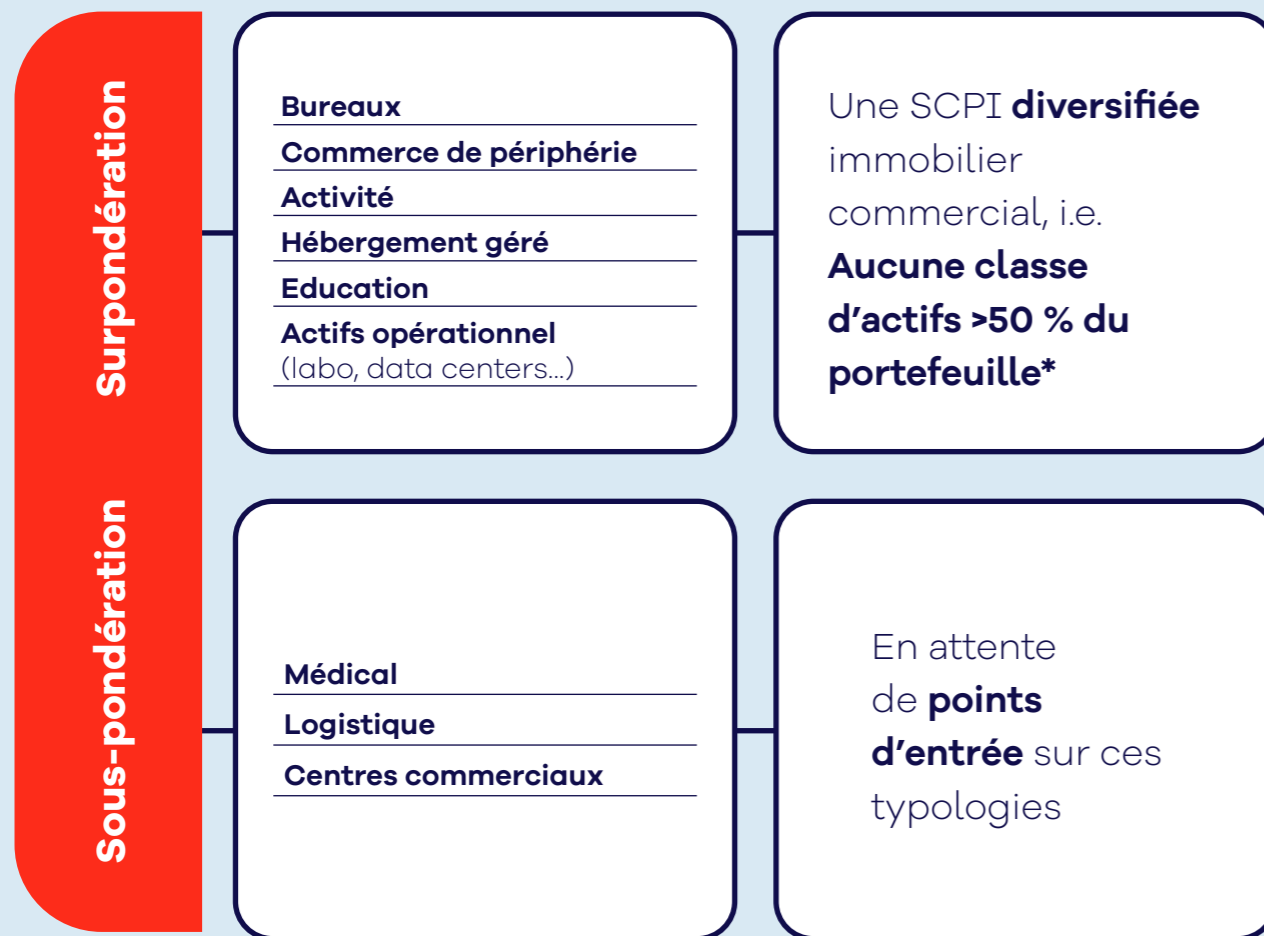 Surpondération
Bureaux
Commerce de périphérie
Activité
Hébergement géré
Education
Actifs opérationnel
(labo, data centers...)
Une SCPI diversifiée
immobilier
commercial, i.e.
Aucune classe
d'actifs >50 % du
portefeuille*
Sous-pondération
Médical
Logistique
Centres commerciaux
En attente
de points
d'entrée sur ces
typologies